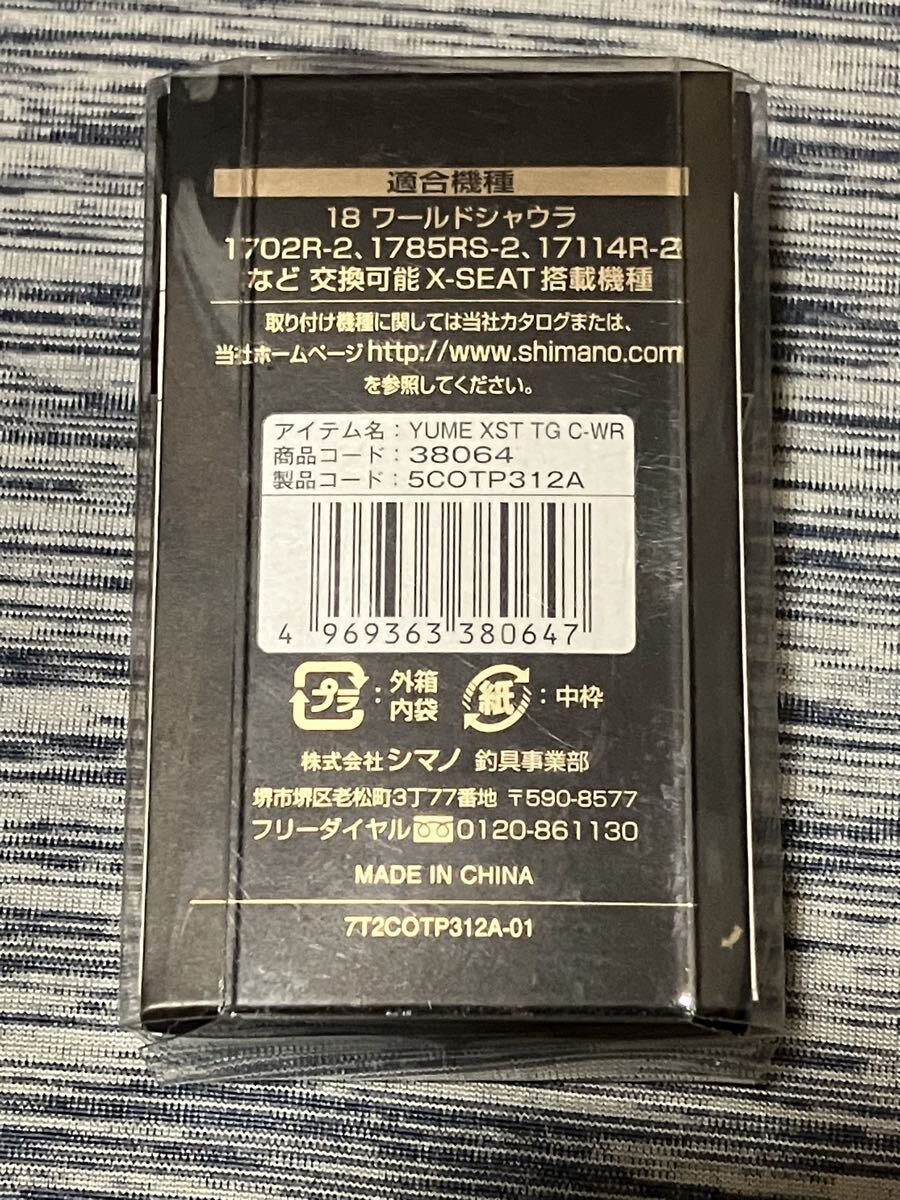 適合機種
18 ワールドシャウラ
1702R-2、1785RS-2、17114R-2
など 交換可能 X-SEAT 搭載機種
取り付け機種に関しては当社カタログまたは、
当社ホームページ http://www.shimano.com
を参照してください。
アイテム名：YUME XST TG C-WR
商品コード：38064
製品コード：5COTP312A
4 969363 380647
プラ：外箱
内袋
紙：中枠
株式会社 シマノ 釣具事業部
堺市堺区老松町3丁77番地 〒590-8577
フリーダイヤル 0120-861130
MADE IN CHINA
7T2COTP312A-01